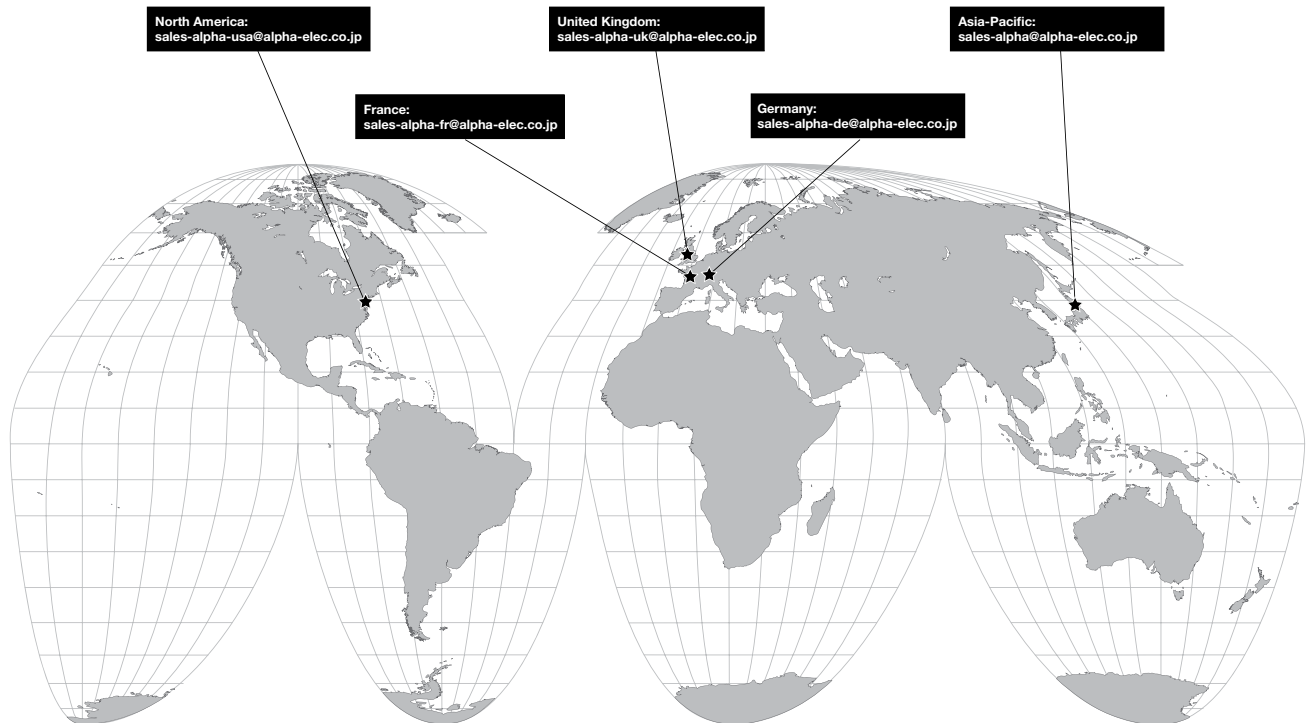 North America:
sales-alpha-usa@alpha-elec.co.jp
United Kingdom:
sales-alpha-uk@alpha-elec.co.jp
Asia-Pacific:
sales-alpha@alpha-elec.co.jp
France:
sales-alpha-fr@alpha-elec.co.jp
Germany:
sales-alpha-de@alpha-elec.co.jp